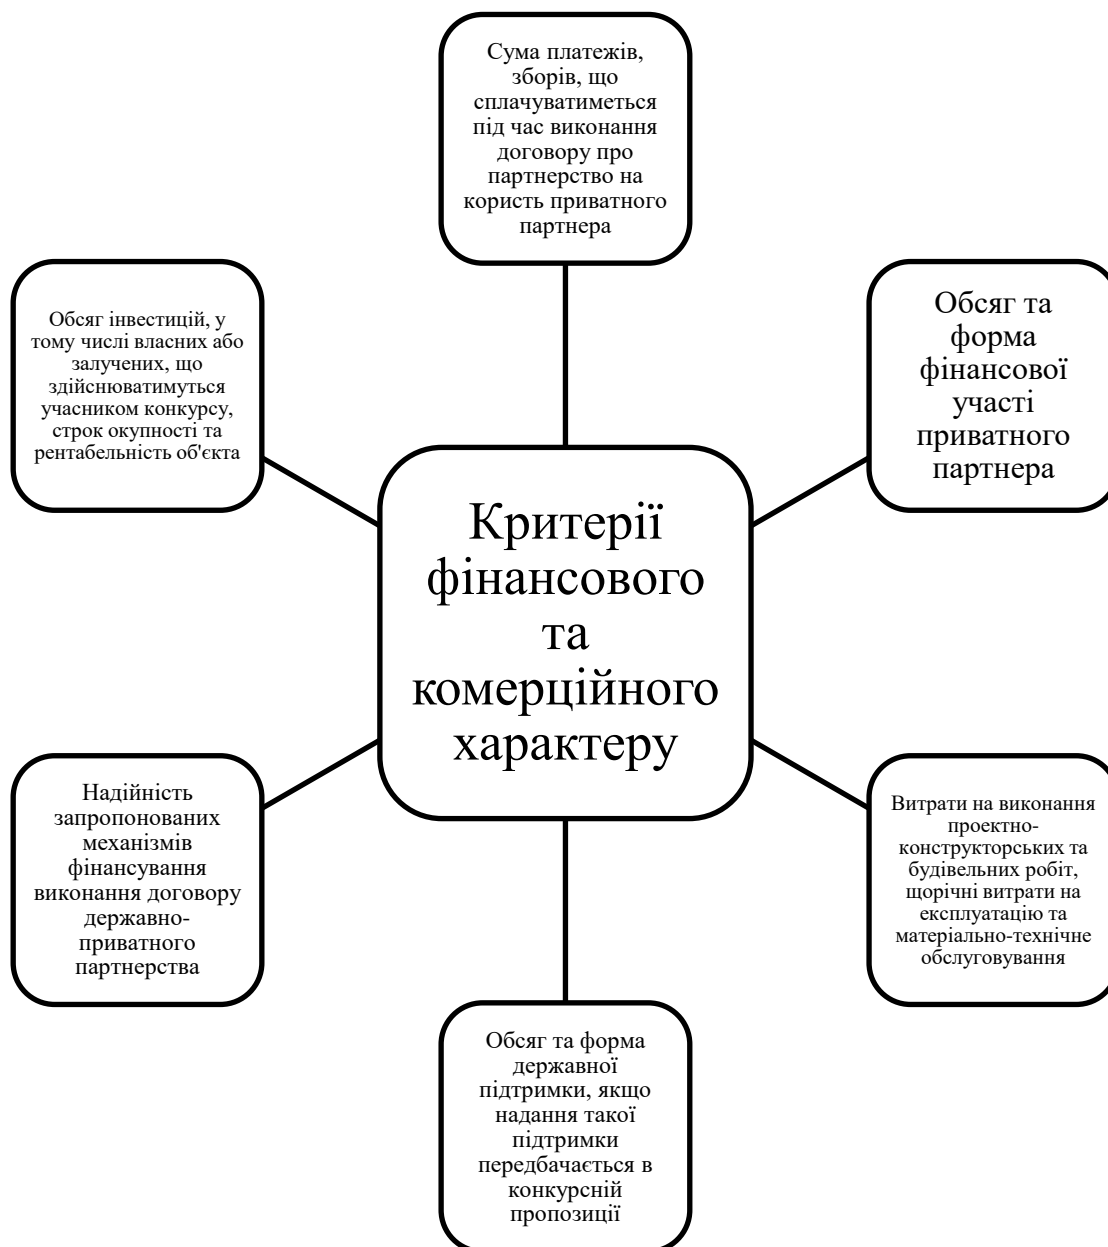 Сума платежів,
зборів, що
сплачуватиметься
під час виконання
договору про
партнерство на
користь приватного
партнера
Обсяг інвестицій, у
тому числі власних або
залучених, що
здійснюватимуться
учасником конкурсу,
строк окупності та
рентабельність об'єкта
Обсяг та
форма
фінансової
участі
приватного
партнера
Критерії
фінансового
та
комерційного
характеру
Надійність
запропонованих
механізмів
фінансування
виконання договору
державно-
приватного
партнерства
Витрати на виконання
проектно-
конструкторських та
будівельних робіт,
щорічні витрати на
експлуатацію та
матеріально-технічне
обслуговування
Обсяг та форма
державної
підтримки, якщо
надання такої
підтримки
передбачається в
конкурсній
пропозиції